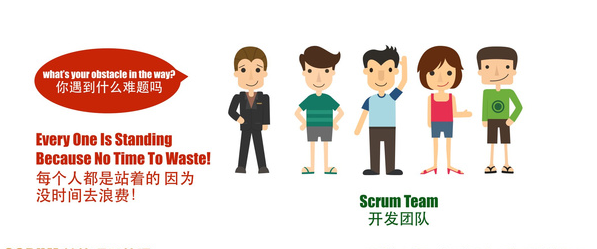 what's your obstacle in the way?
你遇到什么难题吗
Every One Is Standing
Because No Time To Waste!
每个人都是站着的 因为
没时间去浪费！
Scrum Team
开发团队